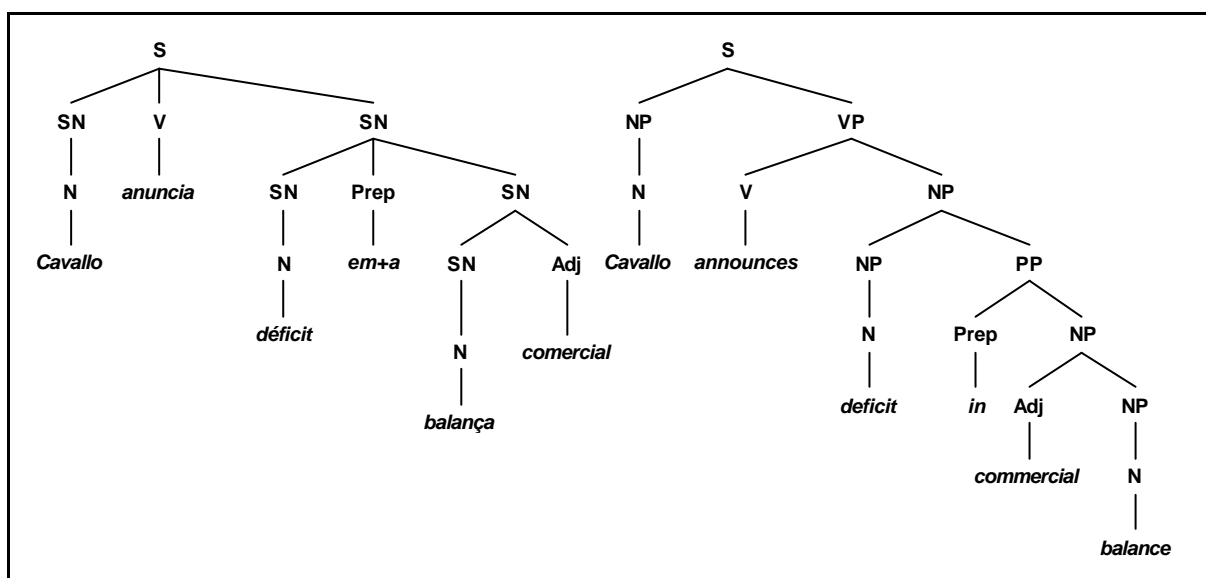 S
SN V SN
N anuncia SN Prep SN
Cavallo N em+a SN Adj
déficit N comercial
balança
S
NP VP
N V NP
Cavallo announces NP PP
N Prep NP
deficit in Adj NP
commercial N
balance